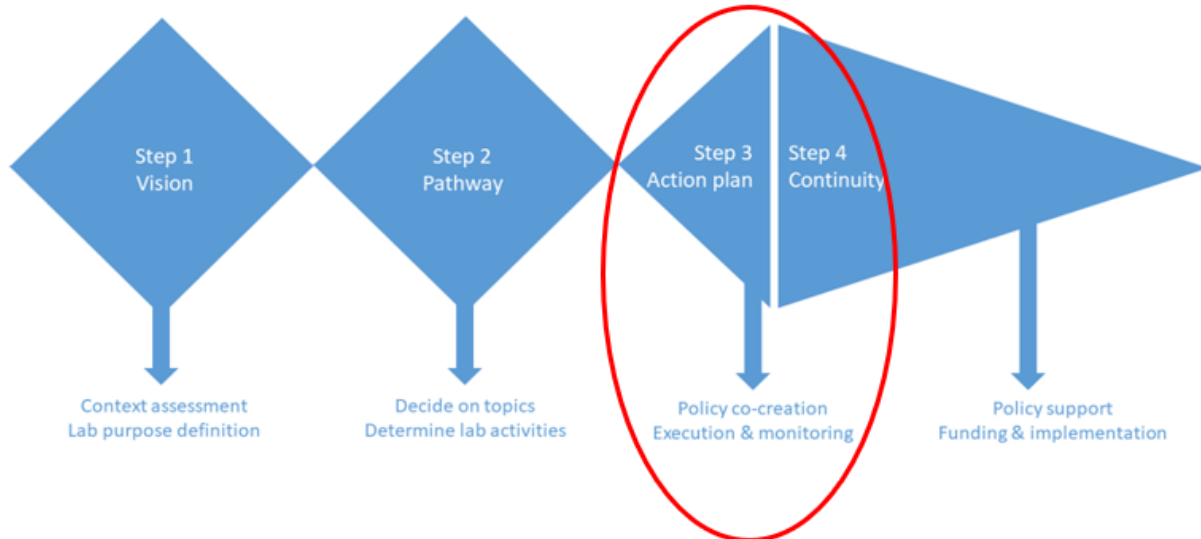 Step 1
Vision
Step 2
Pathway
Step 3
Action plan
Step 4
Continuity
Context assessment
Lab purpose definition
Decide on topics
Determine lab activities
Policy co-creation
Execution & monitoring
Policy support
Funding & implementation